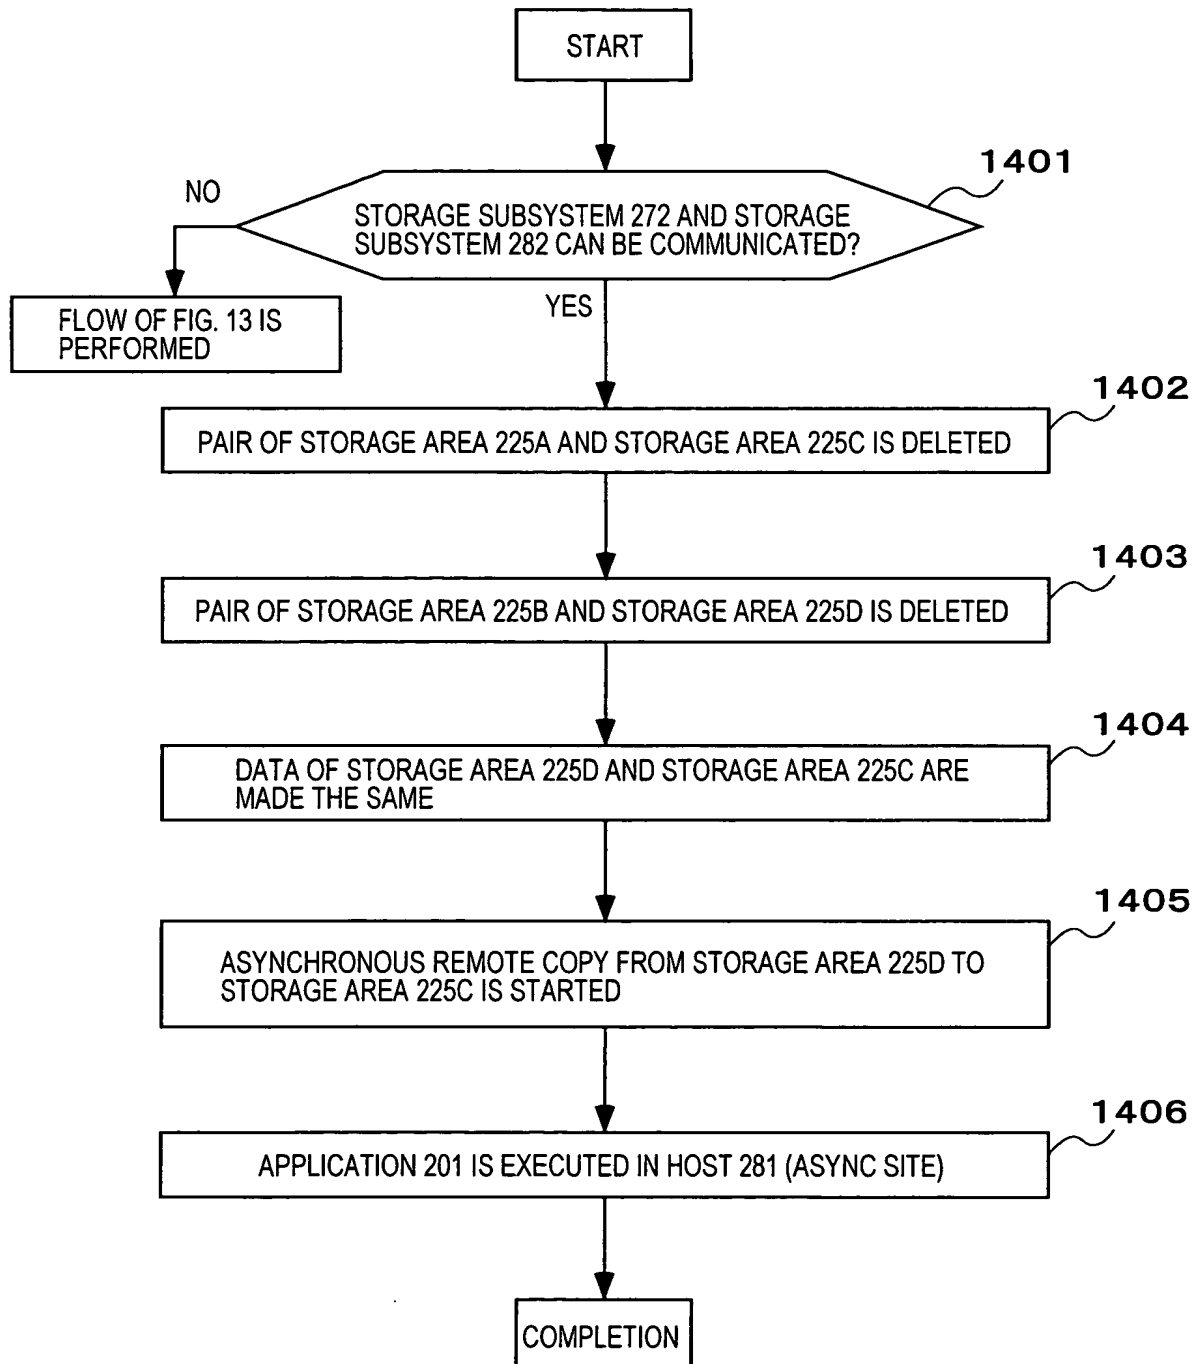 START
1401
NO
STORAGE SUBSYSTEM 272 AND STORAGE
SUBSYSTEM 282 CAN BE COMMUNICATED?
YES
FLOW OF FIG. 13 IS
PERFORMED
1402
PAIR OF STORAGE AREA 225A AND STORAGE AREA 225C IS DELETED
1403
PAIR OF STORAGE AREA 225B AND STORAGE AREA 225D IS DELETED
1404
DATA OF STORAGE AREA 225D AND STORAGE AREA 225C ARE
MADE THE SAME
1405
ASYNCHRONOUS REMOTE COPY FROM STORAGE AREA 225D TO
STORAGE AREA 225C IS STARTED
1406
APPLICATION 201 IS EXECUTED IN HOST 281 (ASYNC SITE)
COMPLETION